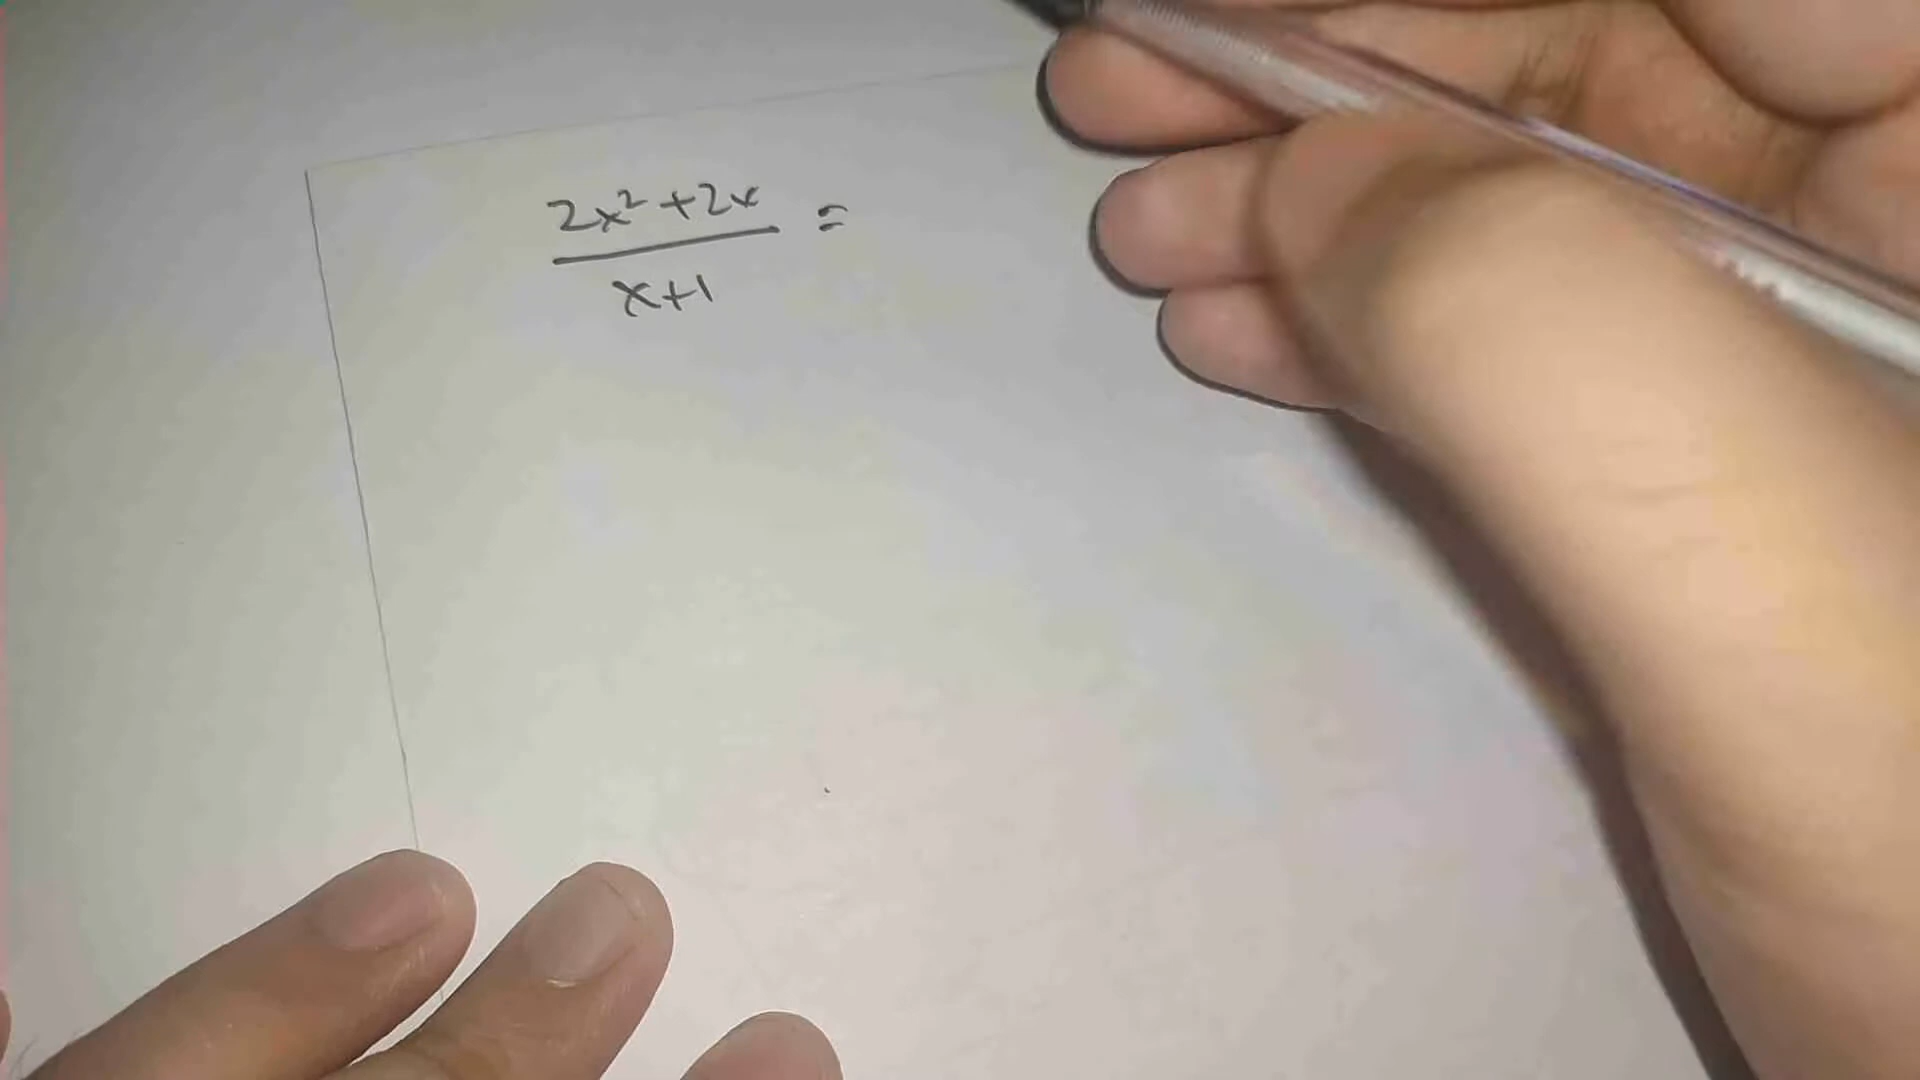 2x² + 2x =
x+1